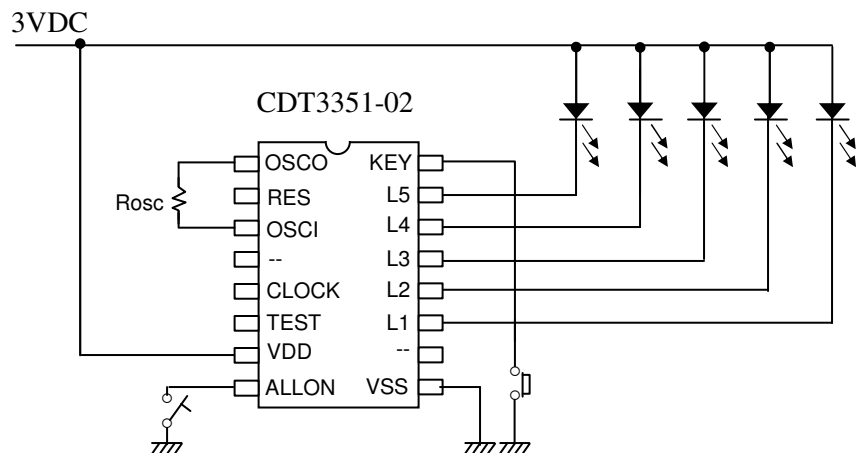 3VDC
CDT3351-02
OSCO KEY
RES L5
Rosc
OSCI L4
-- L3
CLOCK L2
TEST L1
VDD --
ALLON VSS